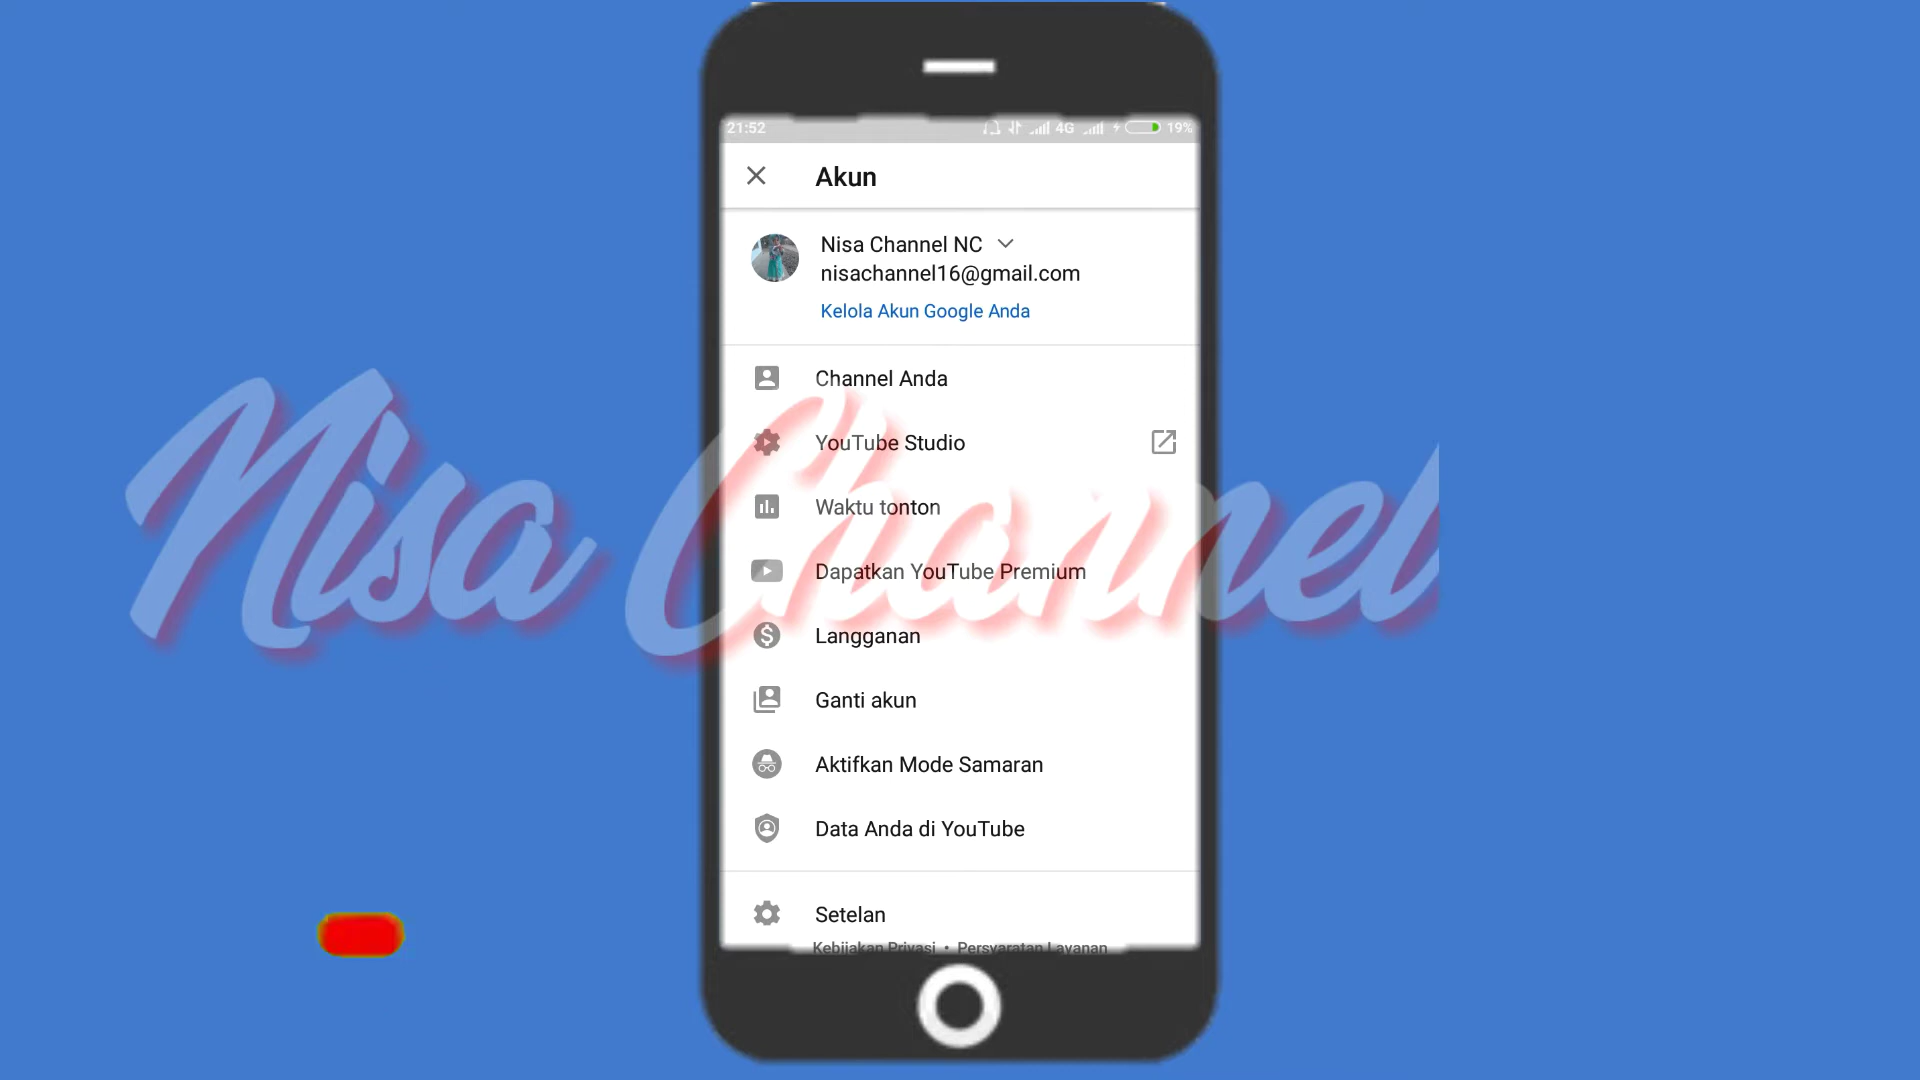 21:52
4G
19%
Akun
Nisa Channel NC
nisachannel16@gmail.com
Kelola Akun Google Anda
Channel Anda
YouTube Studio
Waktu tonton
Dapatkan YouTube Premium
Langganan
Ganti akun
Aktifkan Mode Samaran
Data Anda di YouTube
Setelan
Kebijakan Privasi • Persyaratan Layanan
Nisa Channel